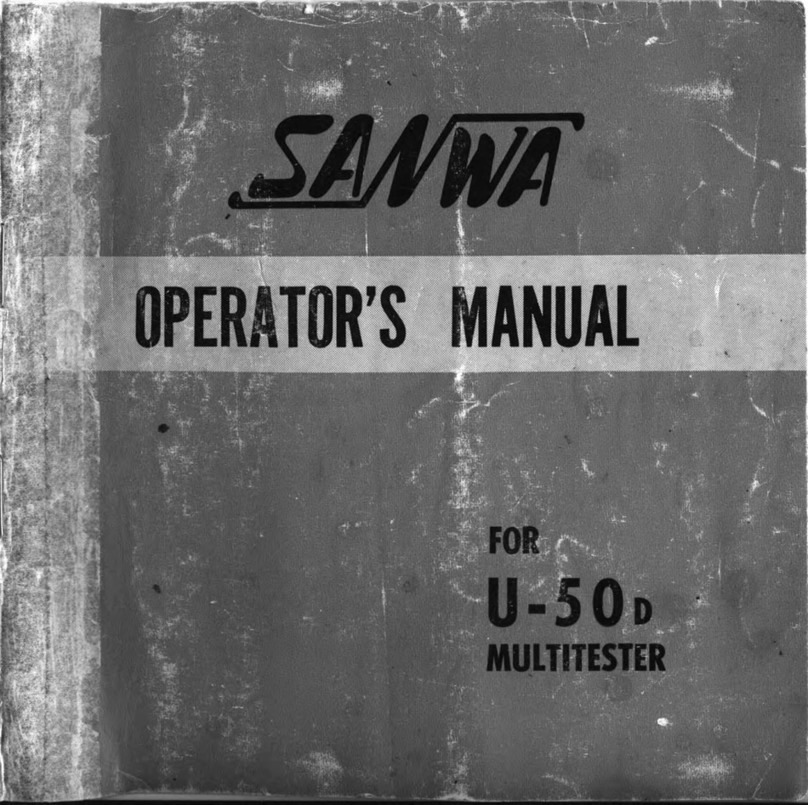 SANWA
OPERATOR'S MANUAL
FOR
U-50D
MULTITESTER